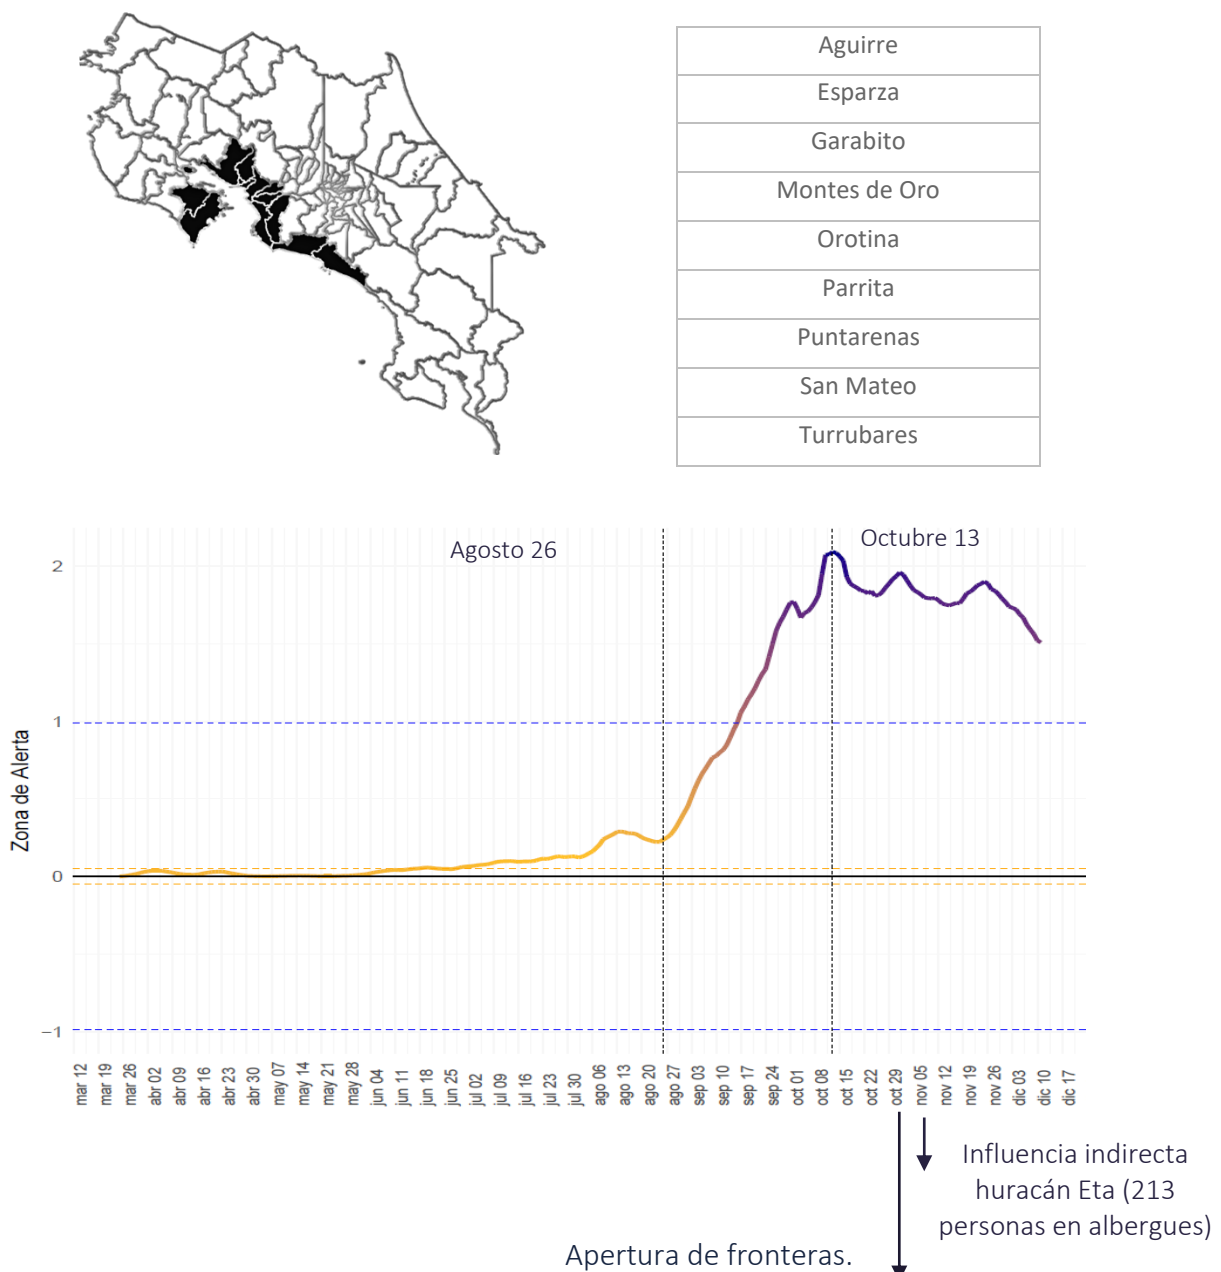 Aguirre
Esparza
Garabito
Montes de Oro
Orotina
Parrita
Puntarenas
San Mateo
Turrubares
Agosto 26
Octubre 13
2
1
0
−1
Zona de Alerta
mar 12
mar 19
mar 26
abr 02
abr 09
abr 16
abr 23
abr 30
may 07
may 14
may 21
may 28
jun 04
jun 11
jun 18
jun 25
jul 02
jul 09
jul 16
jul 23
jul 30
ago 06
ago 13
ago 20
ago 27
sep 03
sep 10
sep 17
sep 24
oct 01
oct 08
oct 15
oct 22
oct 29
nov 05
nov 12
nov 19
nov 26
dic 03
dic 10
dic 17
Influencia indirecta
huracán Eta (213
personas en albergues)
Apertura de fronteras.